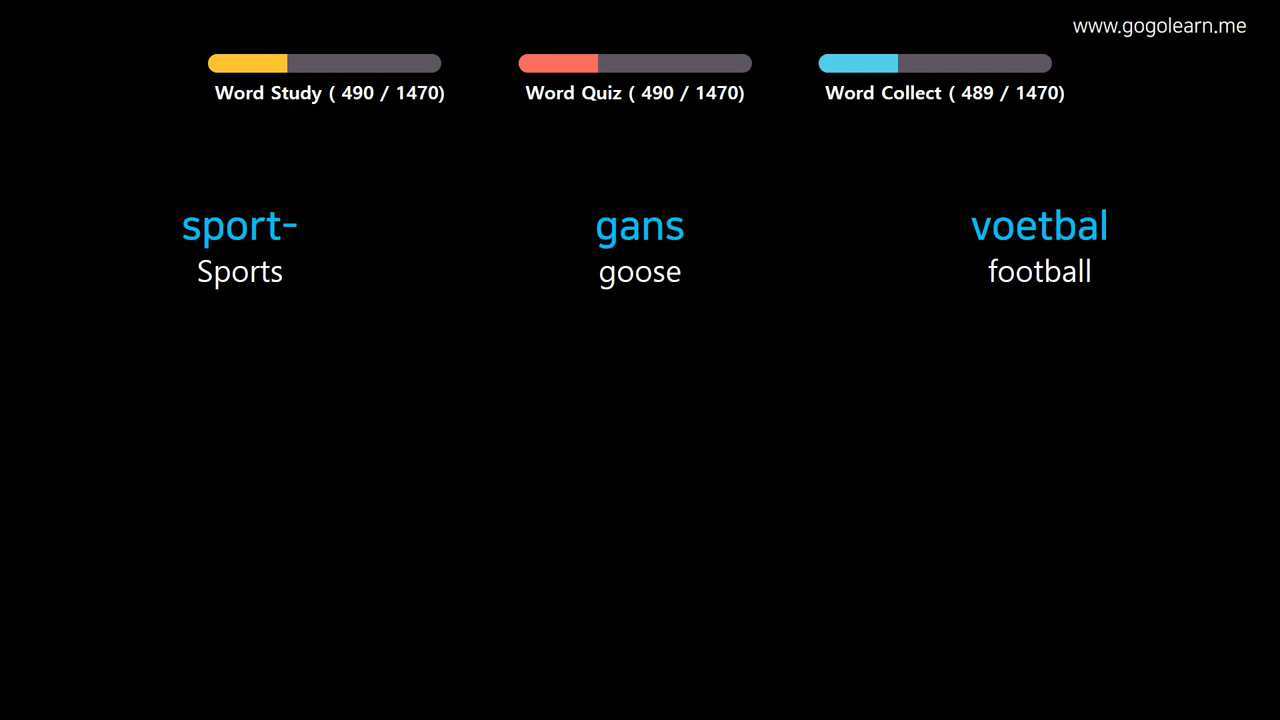 www.gogolearn.me
Word Study ( 490 / 1470)
Word Quiz ( 490 / 1470)
Word Collect ( 489 / 1470)
sport-
Sports
gans
goose
voetbal
football